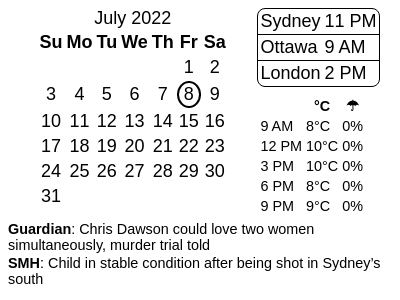 July 2022
Su Mo Tu We Th Fr Sa
1 2
3 4 5 6 7 8 9
10 11 12 13 14 15 16
17 18 19 20 21 22 23
24 25 26 27 28 29 30
31
Sydney 11 PM
Ottawa 9 AM
London 2 PM
°C ☂
9 AM 8°C 0%
12 PM 10°C 0%
3 PM 10°C 0%
6 PM 8°C 0%
9 PM 9°C 0%
Guardian: Chris Dawson could love two women
simultaneously, murder trial told
SMH: Child in stable condition after being shot in Sydney's
south